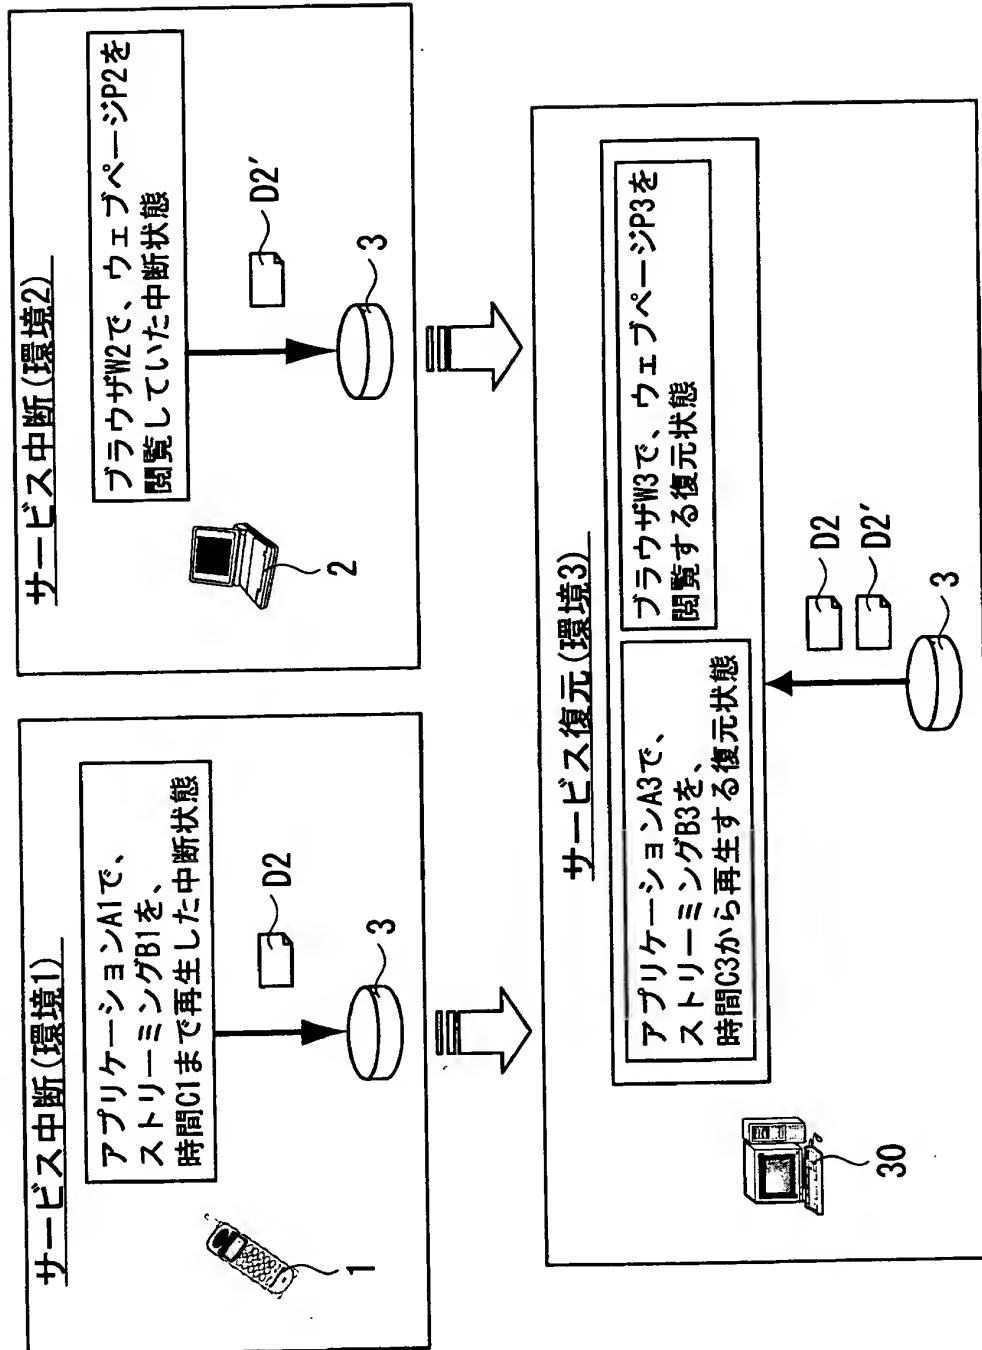 サービス中断(環境1)
アプリケーションA1で、
ストリーミングB1を、
時間C1まで再生した中断状態
D2
3
1
サービス中断(環境2)
ブラウザW2で、ウェブページP2を
閲覧していた中断状態
D2′
3
2
サービス復元(環境3)
アプリケーションA3で、
ストリーミングB3を、
時間C3から再生する復元状態
ブラウザW3で、ウェブページP3を
閲覧する復元状態
D2
D2′
3
30